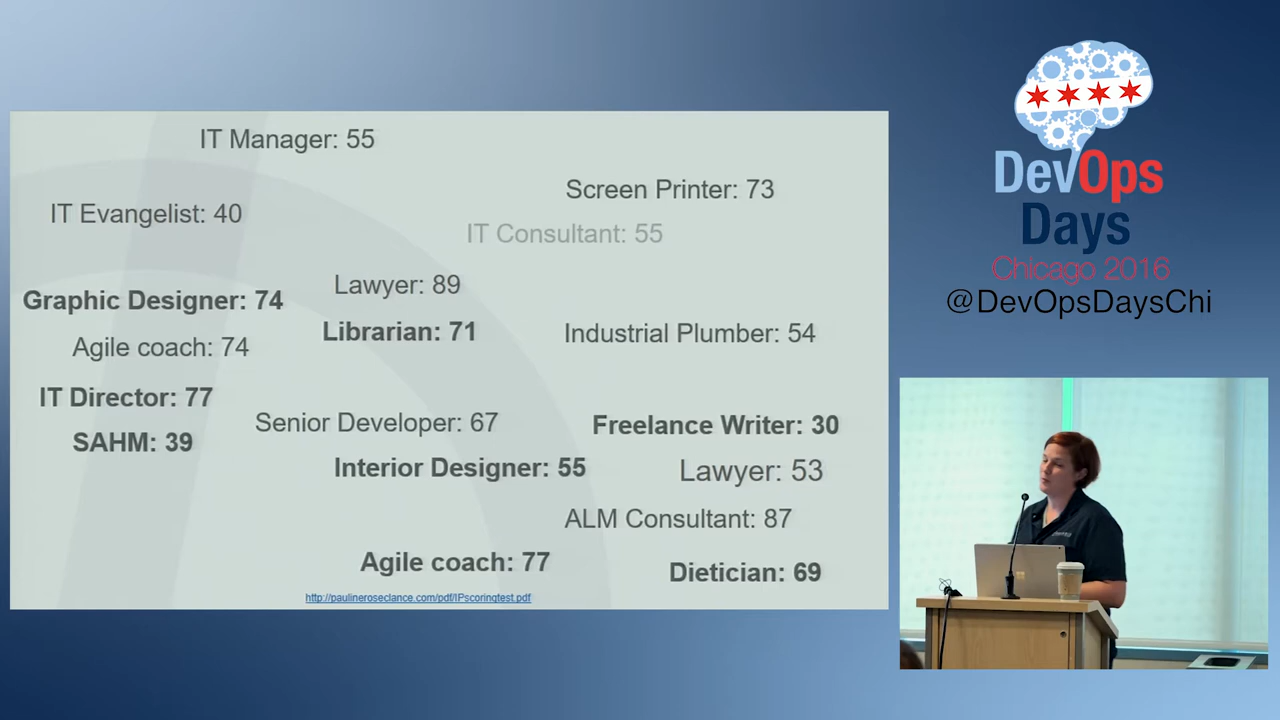 IT Manager: 55
Screen Printer: 73
IT Evangelist: 40
IT Consultant: 55
Lawyer: 89
Graphic Designer: 74
Librarian: 71
Industrial Plumber: 54
Agile coach: 74
IT Director: 77
Senior Developer: 67
Freelance Writer: 30
SAHM: 39
Interior Designer: 55
Lawyer: 53
ALM Consultant: 87
Agile coach: 77
Dietician: 69
http://paulineroseclance.com/pdf/IPscoringtest.pdf
DevOps
Days
Chicago 2016
@DevOpsDaysChi